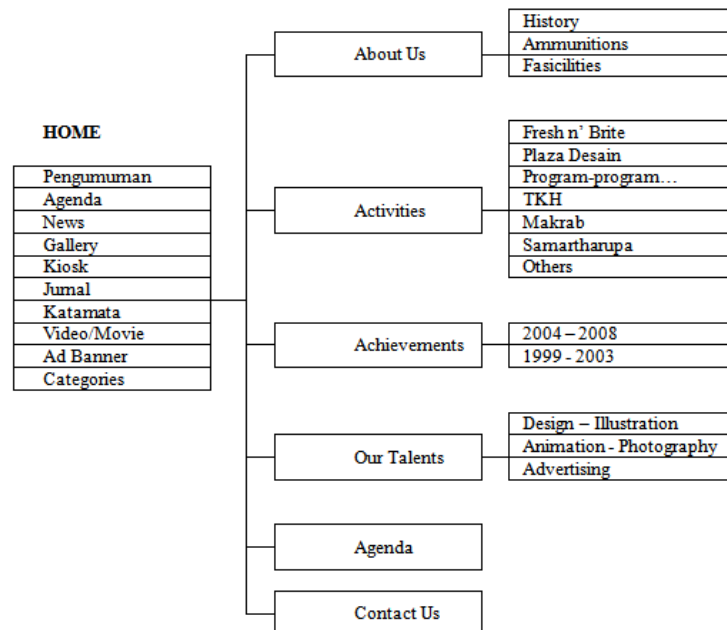 HOME
Pengumuman
Agenda
News
Gallery
Kiosk
Jurnal
Katamata
Video/Movie
Ad Banner
Categories
About Us
History
Ammunitions
Fasicilities
Activities
Fresh n’ Brite
Plaza Desain
Program-program…
TKH
Makrab
Samartharupa
Others
Achievements
2004 – 2008
1999 - 2003
Our Talents
Design – Illustration
Animation - Photography
Advertising
Agenda
Contact Us